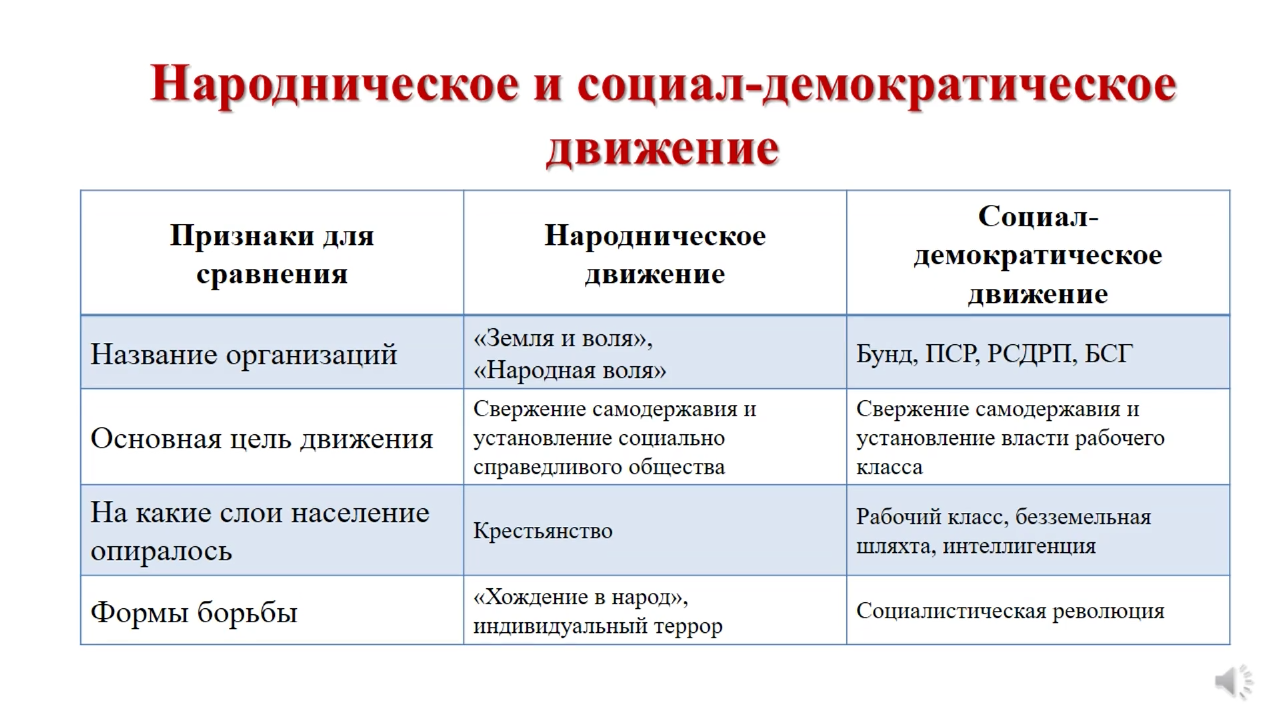 Народническое и социал-демократическое
движение
Признаки для
сравнения
Народническое
движение
Социал-
демократическое
движение
Название организаций
«Земля и воля»,
«Народная воля»
Бунд, ПСР, РСДРП, БСГ
Основная цель движения
Свержение самодержавия и
установление социально
справедливого общества
Свержение самодержавия и
установление власти рабочего
класса
На какие слои население
опиралось
Крестьянство
Рабочий класс, безземельная
шляхта, интеллигенция
Формы борьбы
«Хождение в народ»,
индивидуальный террор
Социалистическая революция